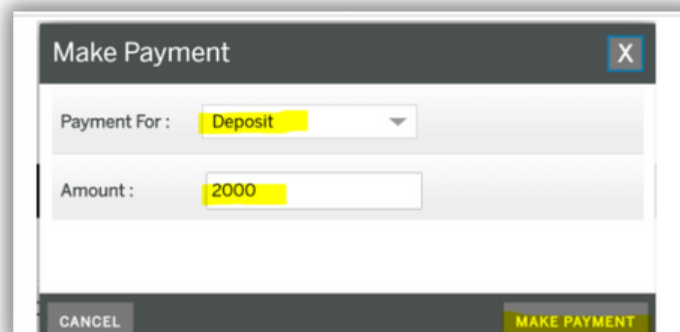 Make Payment X
Payment For : Deposit
Amount : 2000
CANCEL MAKE PAYMENT